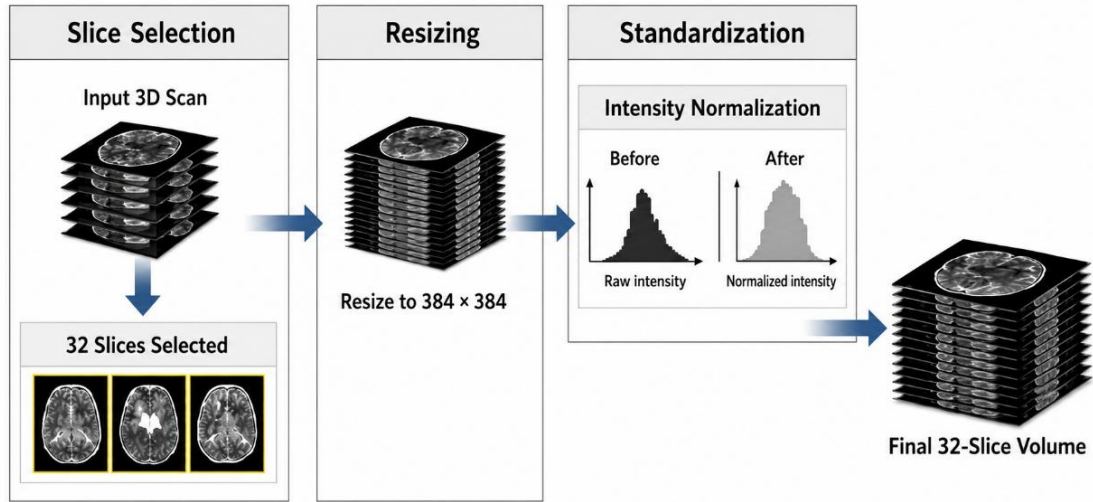 Slice Selection
Input 3D Scan
32 Slices Selected
Resizing
Resize to 384 × 384
Standardization
Intensity Normalization
Before
After
Raw intensity
Normalized intensity
Final 32-Slice Volume